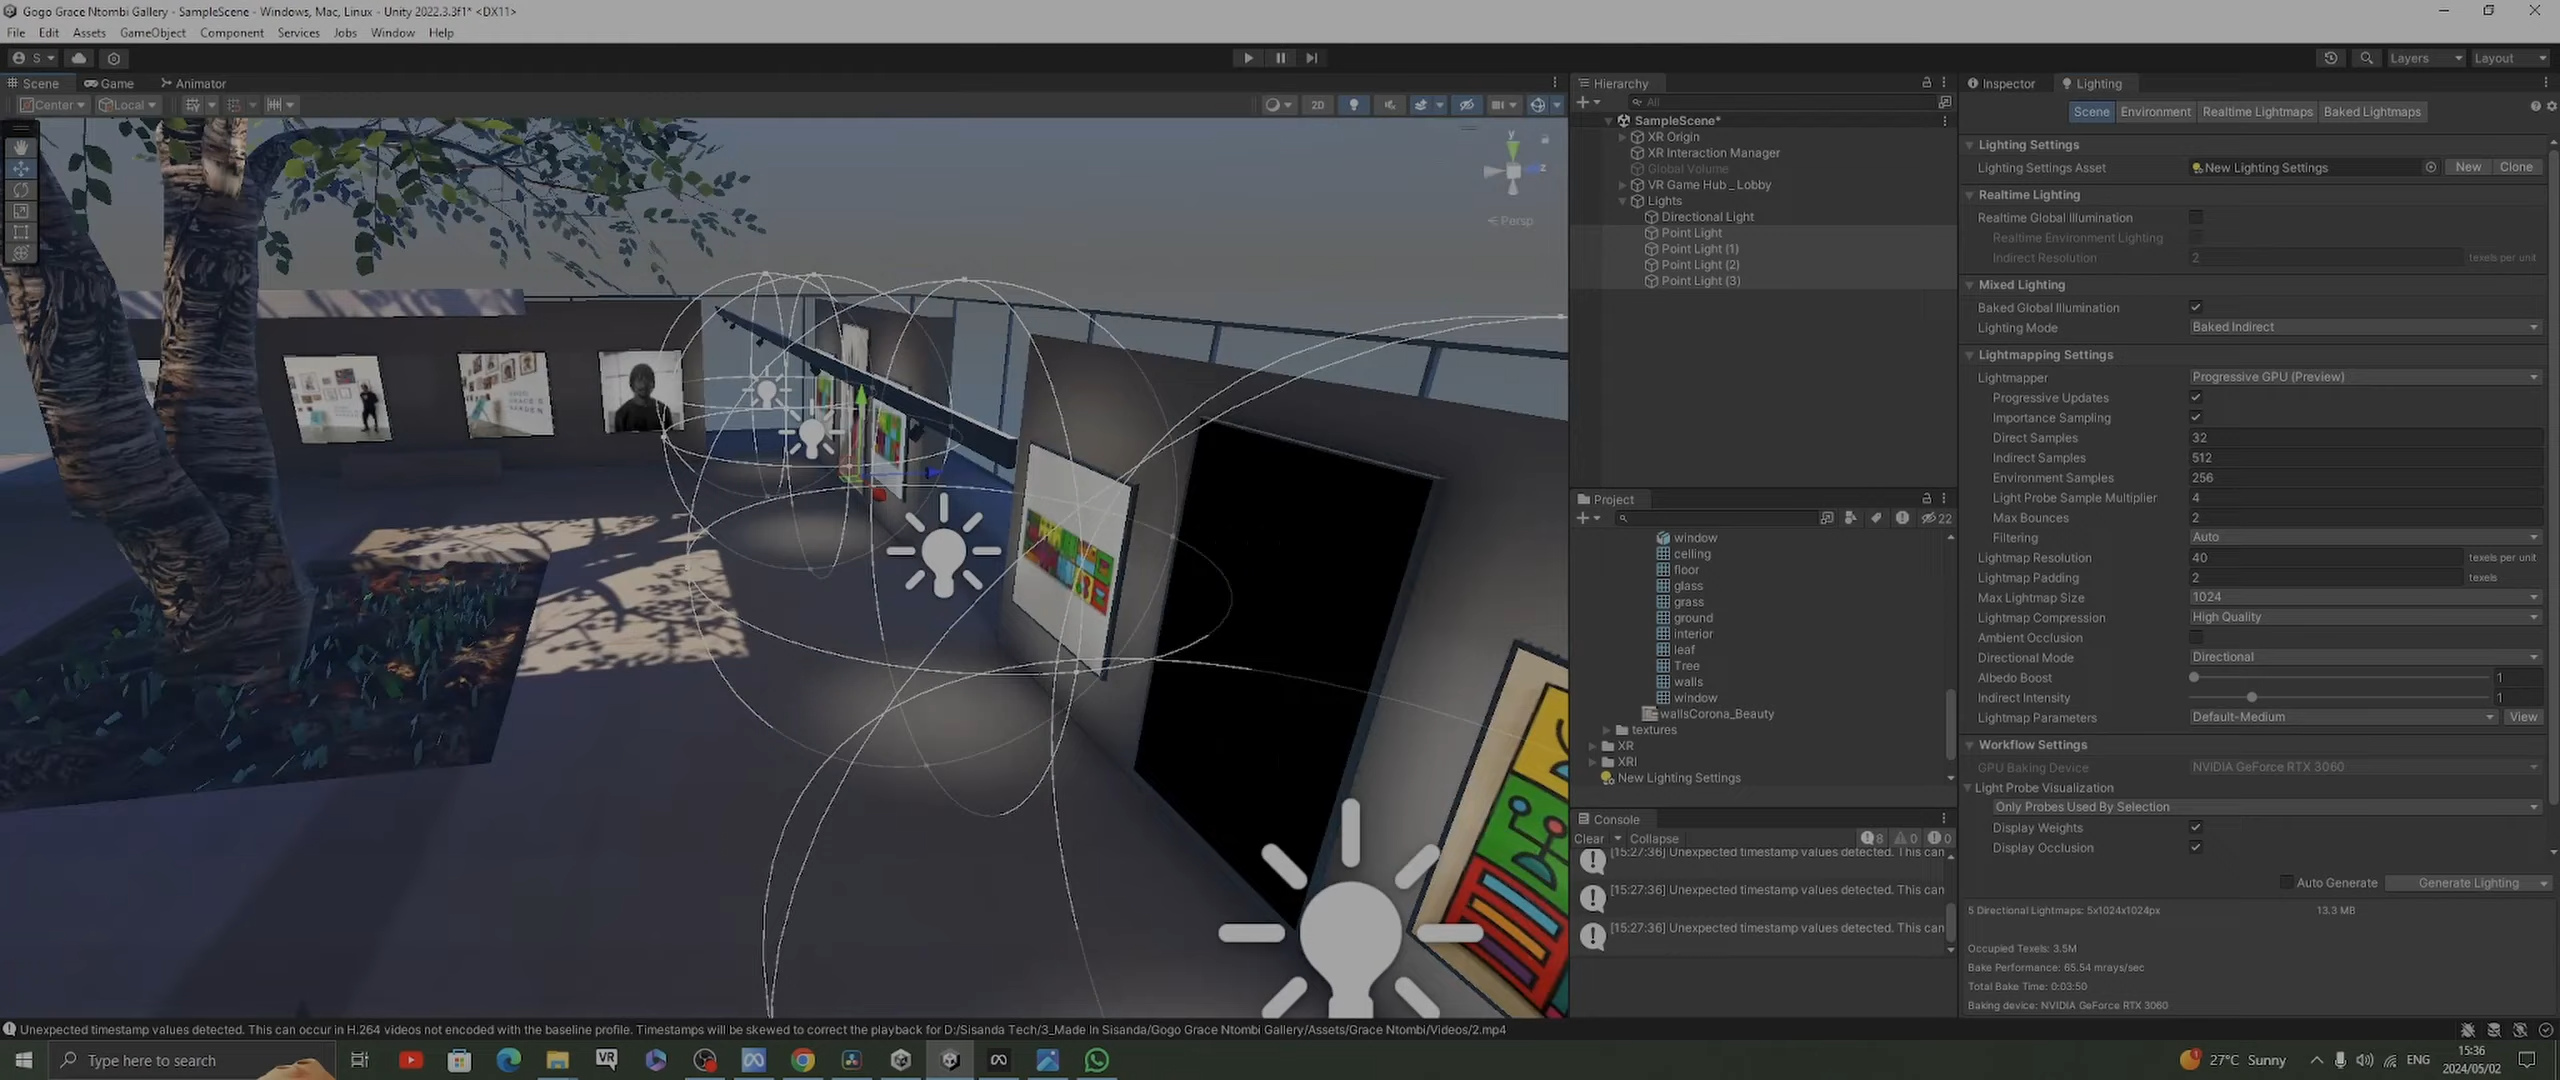 Gogo Grace Ntombi Gallery - SampleScene - Windows, Mac, Linux - Unity 2022.3.3f1* <DX11>
File Edit Assets GameObject Component Services Jobs Window Help
S Layers Layout
Scene Game Animator
Center Local 2D
y
z
Persp
Hierarchy
All
SampleScene*
XR Origin
XR Interaction Manager
Global Volume
VR Game Hub _ Lobby
Lights
Directional Light
Point Light
Point Light (1)
Point Light (2)
Point Light (3)
Project
22
window
celling
floor
glass
grass
ground
interior
leaf
Tree
walls
window
wallsCorona_Beauty
textures
XR
XRI
New Lighting Settings
Console
Clear Collapse 8 0 0
[15:27:36] Unexpected timestamp values detected. This can
[15:27:36] Unexpected timestamp values detected. This can
[15:27:36] Unexpected timestamp values detected. This can
Inspector Lighting
Scene Environment Realtime Lightmaps Baked Lightmaps
Lighting Settings
Lighting Settings Asset New Lighting Settings New Clone
Realtime Lighting
Realtime Global Illumination
Realtime Environment Lighting
Indirect Resolution 2 texels per unit
Mixed Lighting
Baked Global Illumination
Lighting Mode Baked Indirect
Lightmapping Settings
Lightmapper Progressive GPU (Preview)
Progressive Updates
Importance Sampling
Direct Samples 32
Indirect Samples 512
Environment Samples 256
Light Probe Sample Multiplier 4
Max Bounces 2
Filtering Auto
Lightmap Resolution 40 texels per unit
Lightmap Padding 2 texels
Max Lightmap Size 1024
Lightmap Compression High Quality
Ambient Occlusion
Directional Mode Directional
Albedo Boost 1
Indirect Intensity 1
Lightmap Parameters Default-Medium View
Workflow Settings
GPU Baking Device NVIDIA GeForce RTX 3060
Light Probe Visualization
Only Probes Used By Selection
Display Weights
Display Occlusion
Auto Generate Generate Lighting
5 Directional Lightmaps: 5x1024x1024px 13.3 MB
Occupied Texels: 3.5M
Bake Performance: 65.54 mrays/sec
Total Bake Time: 0:03:50
Baking device: NVIDIA GeForce RTX 3060
Unexpected timestamp values detected. This can occur in H.264 videos not encoded with the baseline profile. Timestamps will be skewed to correct the playback for D:/Sisanda Tech/3_Made In Sisanda/Gogo Grace Ntombi Gallery/Assets/Grace Ntombi/Videos/2.mp4
Type here to search
VR
27°C Sunny
ENG
15:36
2024/05/02